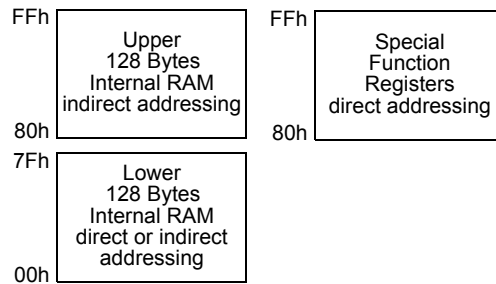 FFh
Upper
128 Bytes
Internal RAM
indirect addressing
80h
FFh
Special
Function
Registers
direct addressing
80h
7Fh
Lower
128 Bytes
Internal RAM
direct or indirect
addressing
00h